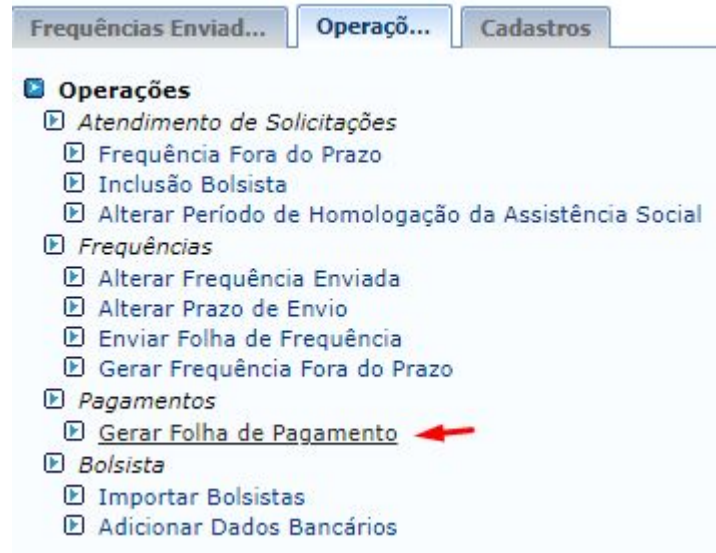 Frequências Enviad... Operaçõ... Cadastros
Operações
Atendimento de Solicitações
Frequência Fora do Prazo
Inclusão Bolsista
Alterar Período de Homologação da Assistência Social
Frequências
Alterar Frequência Enviada
Alterar Prazo de Envio
Enviar Folha de Frequência
Gerar Frequência Fora do Prazo
Pagamentos
Gerar Folha de Pagamento
Bolsista
Importar Bolsistas
Adicionar Dados Bancários